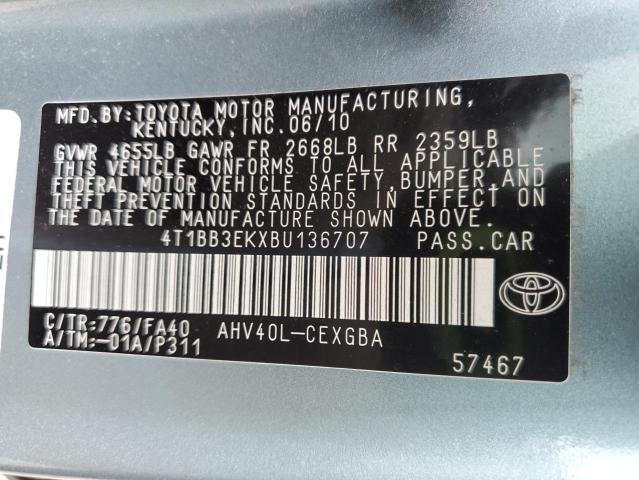 MFD.BY:TOYOTA MOTOR MANUFACTURING,
KENTUCKY,INC.06/10
GVWR 4655LB GAWR FR 2668LB RR 2359LB
THIS VEHICLE CONFORMS TO ALL APPLICABLE
FEDERAL MOTOR VEHICLE SAFETY,BUMPER,AND
THEFT PREVENTION STANDARDS IN EFFECT ON
THE DATE OF MANUFACTURE SHOWN ABOVE.
4T1BB3EKXBU136707 PASS.CAR
C/TR:776/FA40 AHV40L-CEXGBA
A/TM:-01A/P311
57467